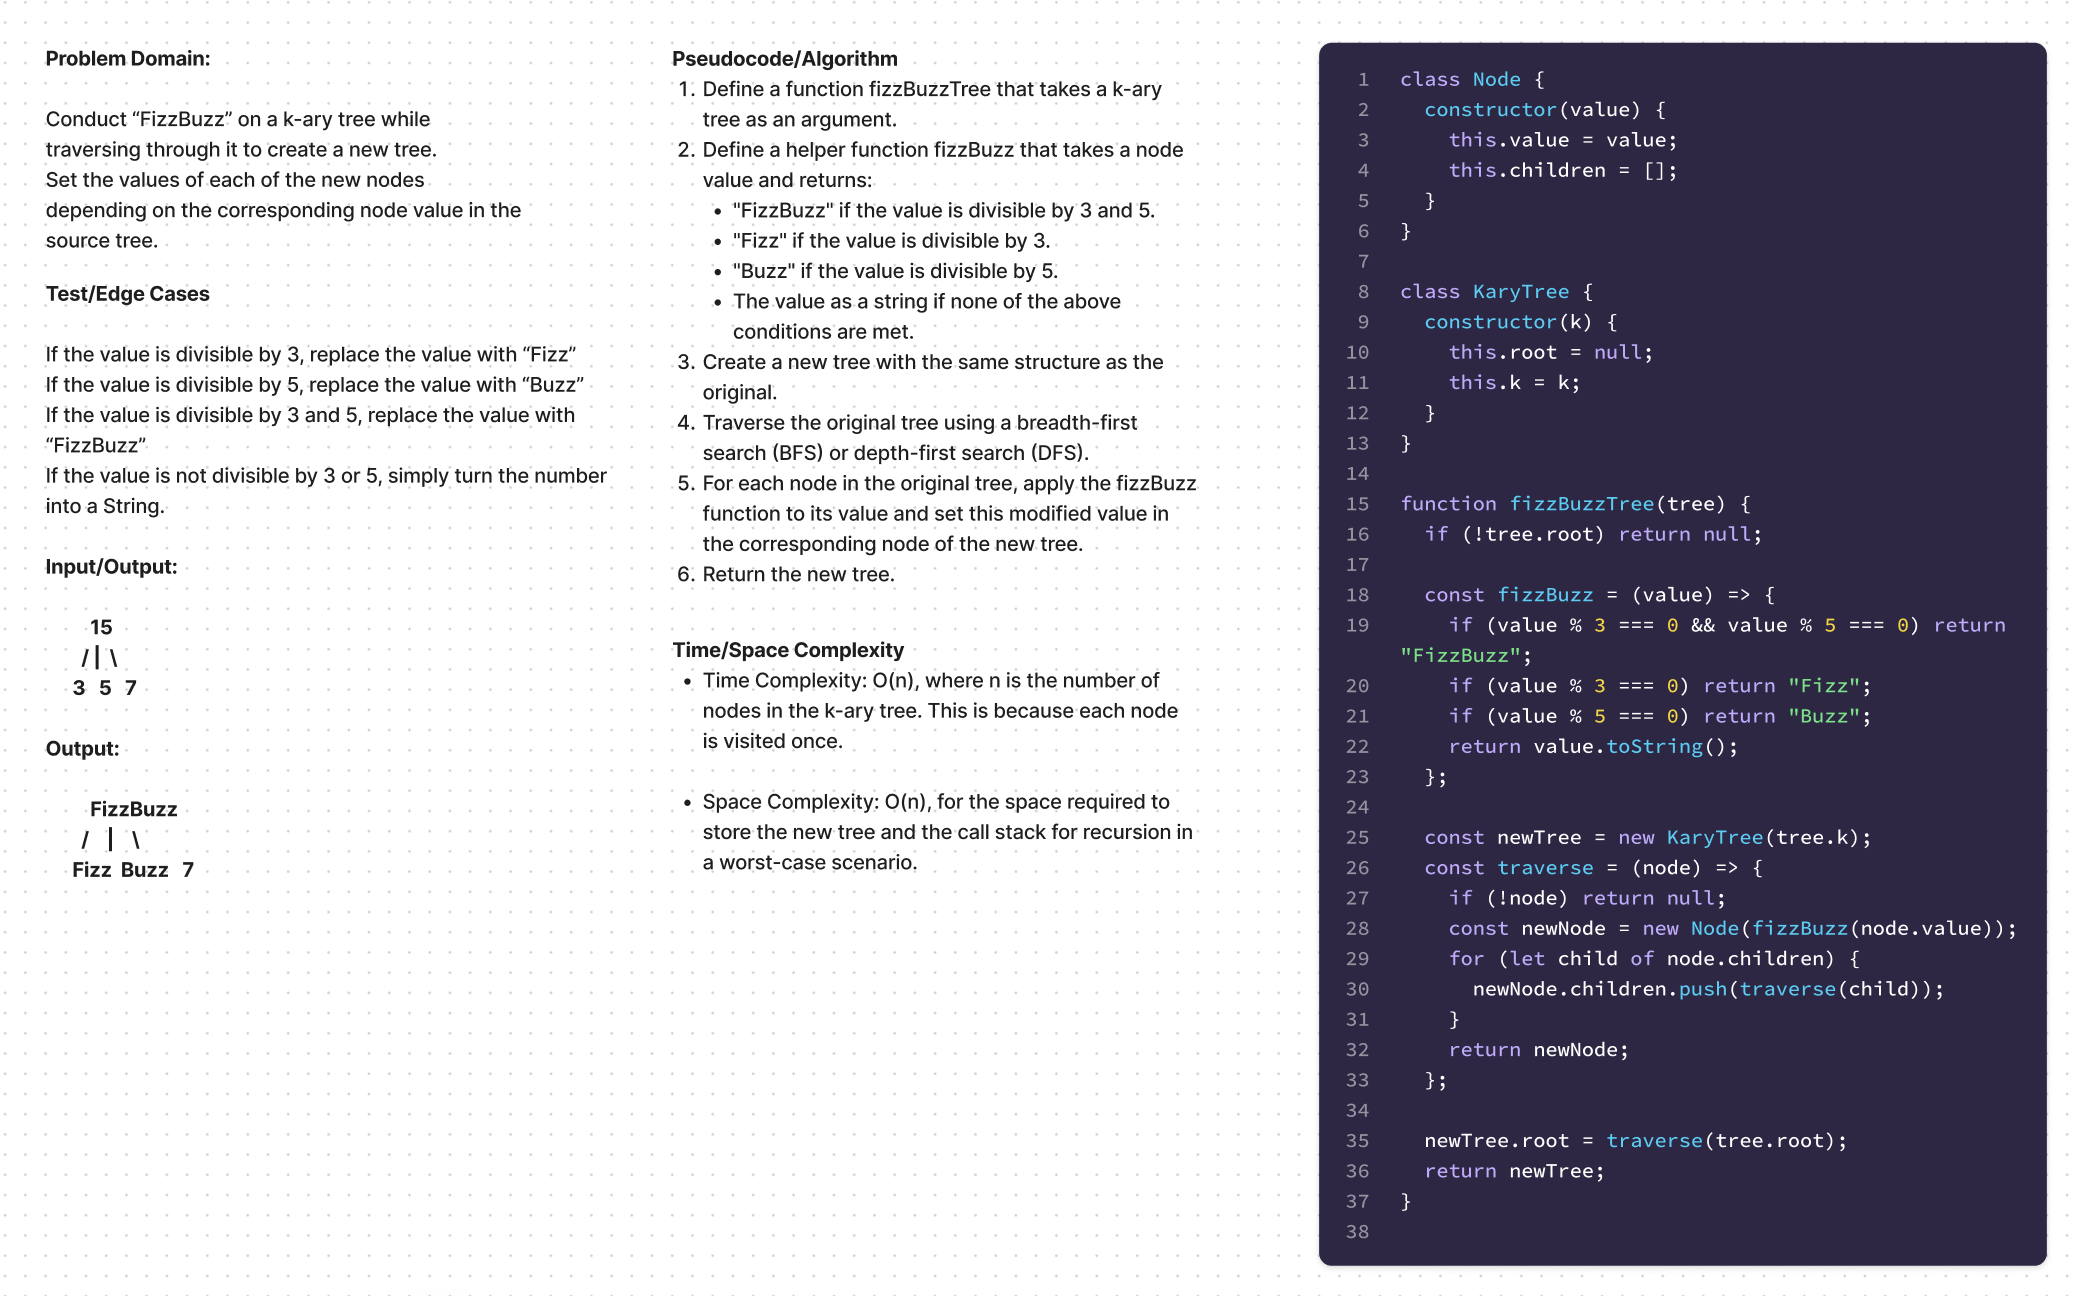 Problem Domain:
Conduct “FizzBuzz” on a k-ary tree while
traversing through it to create a new tree.
Set the values of each of the new nodes
depending on the corresponding node value in the
source tree.
Test/Edge Cases
If the value is divisible by 3, replace the value with “Fizz”
If the value is divisible by 5, replace the value with “Buzz”
If the value is divisible by 3 and 5, replace the value with
“FizzBuzz”
If the value is not divisible by 3 or 5, simply turn the number
into a String.
Input/Output:
15
/ | \
3 5 7
Output:
FizzBuzz
/ | \
Fizz Buzz 7
Pseudocode/Algorithm
1. Define a function fizzBuzzTree that takes a k-ary
tree as an argument.
2. Define a helper function fizzBuzz that takes a node
value and returns:
• "FizzBuzz" if the value is divisible by 3 and 5.
• "Fizz" if the value is divisible by 3.
• "Buzz" if the value is divisible by 5.
• The value as a string if none of the above
conditions are met.
3. Create a new tree with the same structure as the
original.
4. Traverse the original tree using a breadth-first
search (BFS) or depth-first search (DFS).
5. For each node in the original tree, apply the fizzBuzz
function to its value and set this modified value in
the corresponding node of the new tree.
6. Return the new tree.
Time/Space Complexity
• Time Complexity: O(n), where n is the number of
nodes in the k-ary tree. This is because each node
is visited once.
• Space Complexity: O(n), for the space required to
store the new tree and the call stack for recursion in
a worst-case scenario.
1 class Node {
2   constructor(value) {
3     this.value = value;
4     this.children = [];
5   }
6 }
7
8 class KaryTree {
9   constructor(k) {
10     this.root = null;
11     this.k = k;
12   }
13 }
14
15 function fizzBuzzTree(tree) {
16   if (!tree.root) return null;
17
18   const fizzBuzz = (value) => {
19     if (value % 3 === 0 && value % 5 === 0) return
"FizzBuzz";
20     if (value % 3 === 0) return "Fizz";
21     if (value % 5 === 0) return "Buzz";
22     return value.toString();
23   };
24
25   const newTree = new KaryTree(tree.k);
26   const traverse = (node) => {
27     if (!node) return null;
28     const newNode = new Node(fizzBuzz(node.value));
29     for (let child of node.children) {
30       newNode.children.push(traverse(child));
31     }
32     return newNode;
33   };
34
35   newTree.root = traverse(tree.root);
36   return newTree;
37 }
38